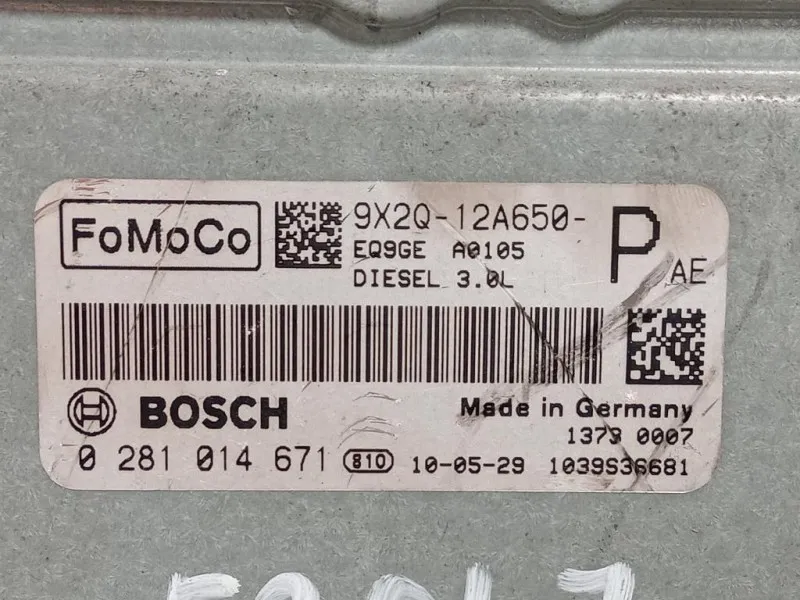 FoMoCo
9X2Q-12A650-
P
AE
EQ9GE A0105
DIESEL 3.0L
BOSCH
Made in Germany
1373 0007
0 281 014 671 810 10-05-29 1039S36681